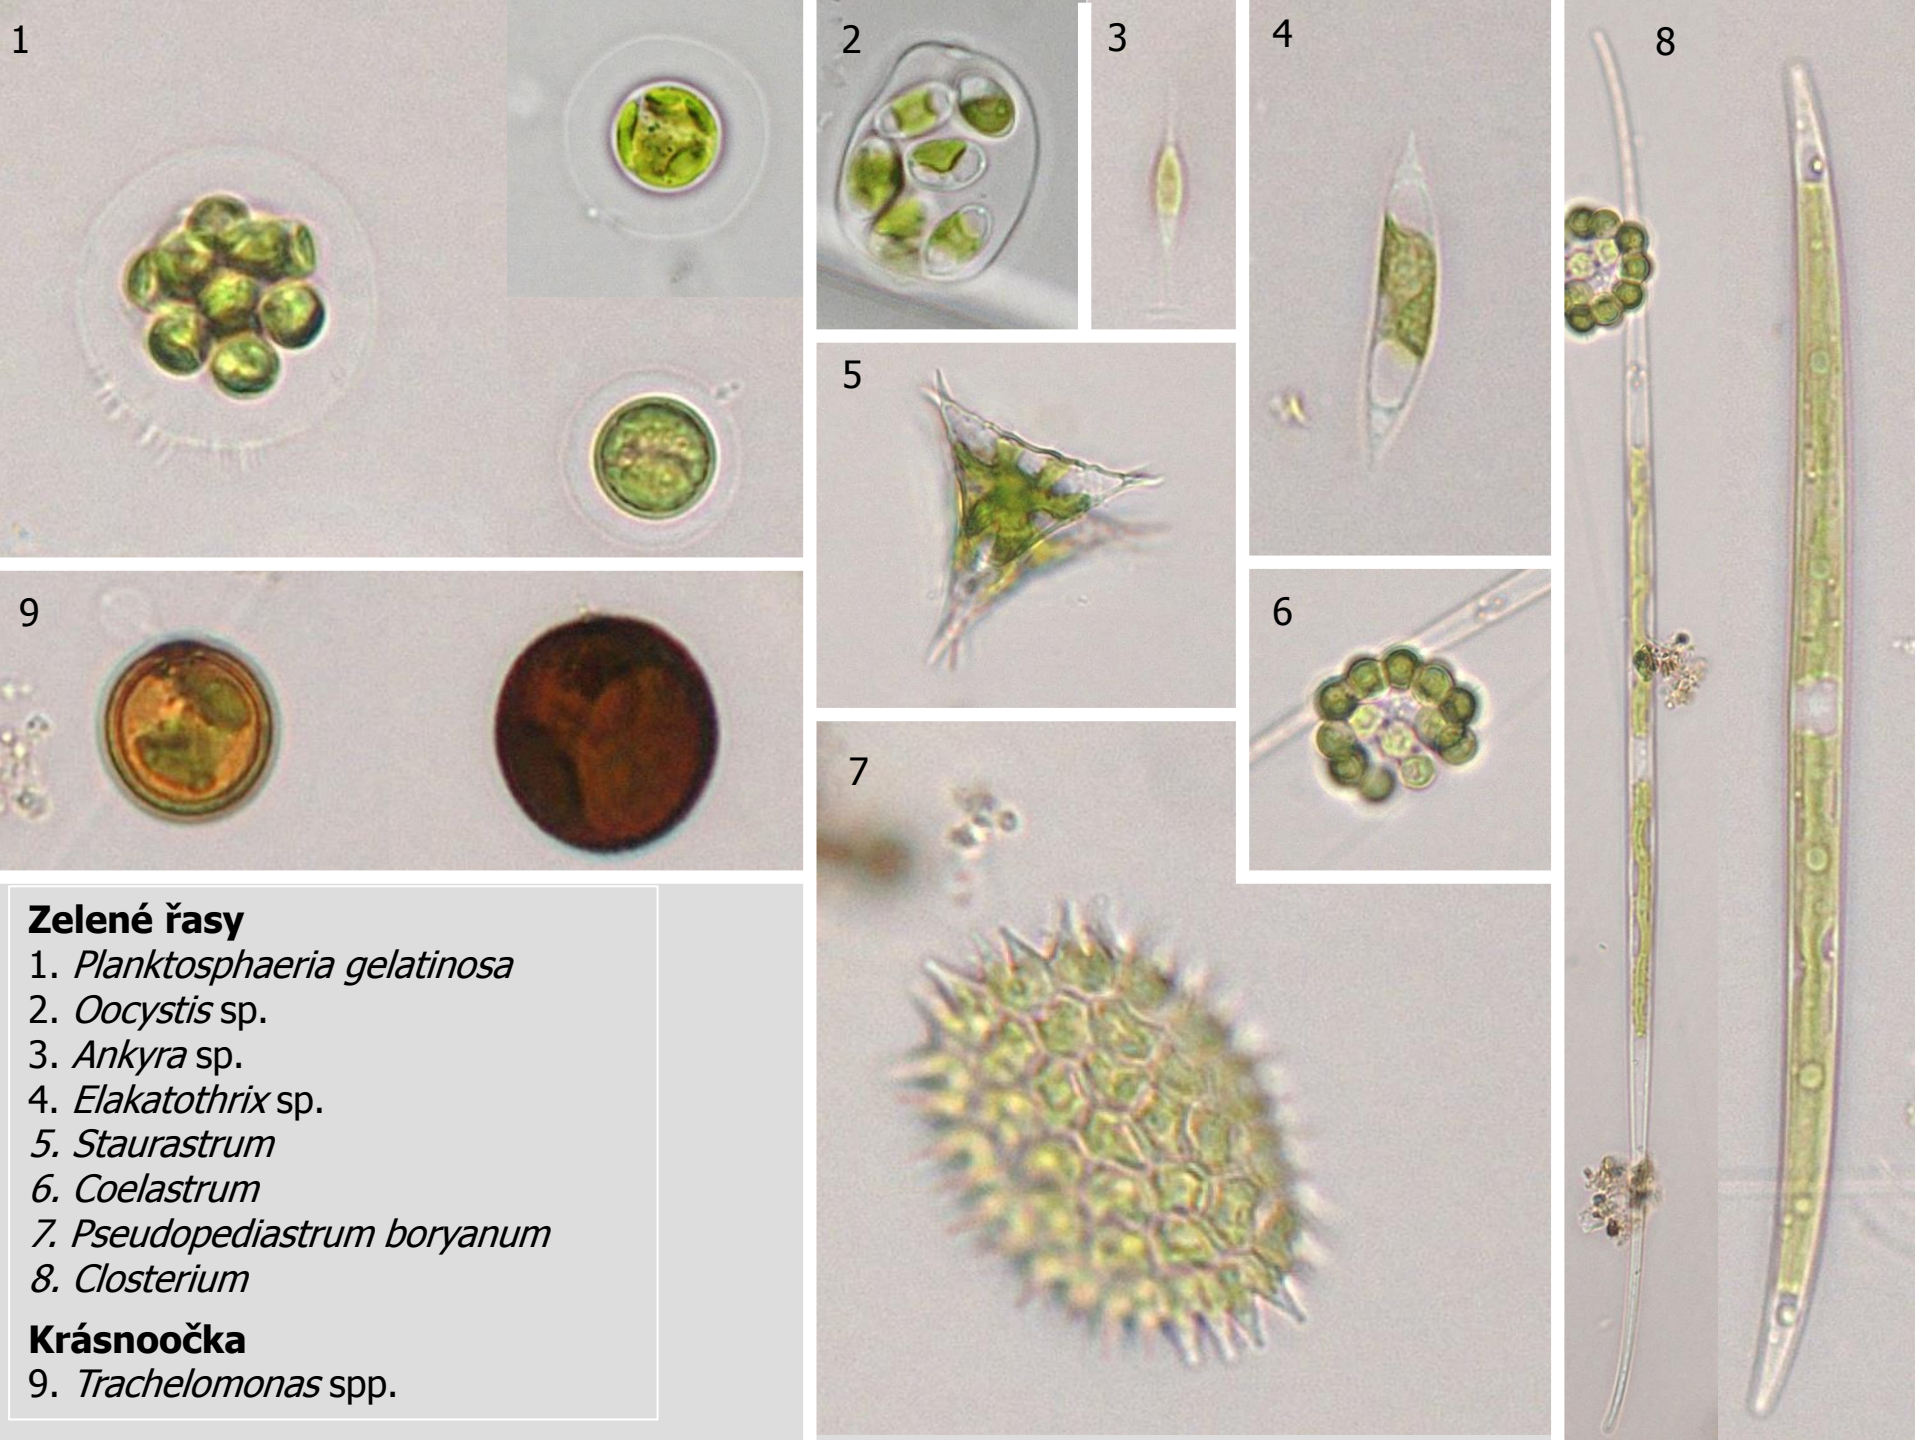 1
2
3
4
8
5
9
6
7
Zelené řasy
1. Planktosphaeria gelatinosa
2. Oocystis sp.
3. Ankyra sp.
4. Elakatothrix sp.
5. Staurastrum
6. Coelastrum
7. Pseudopediastrum boryanum
8. Closterium
Krásnoočka
9. Trachelomonas spp.